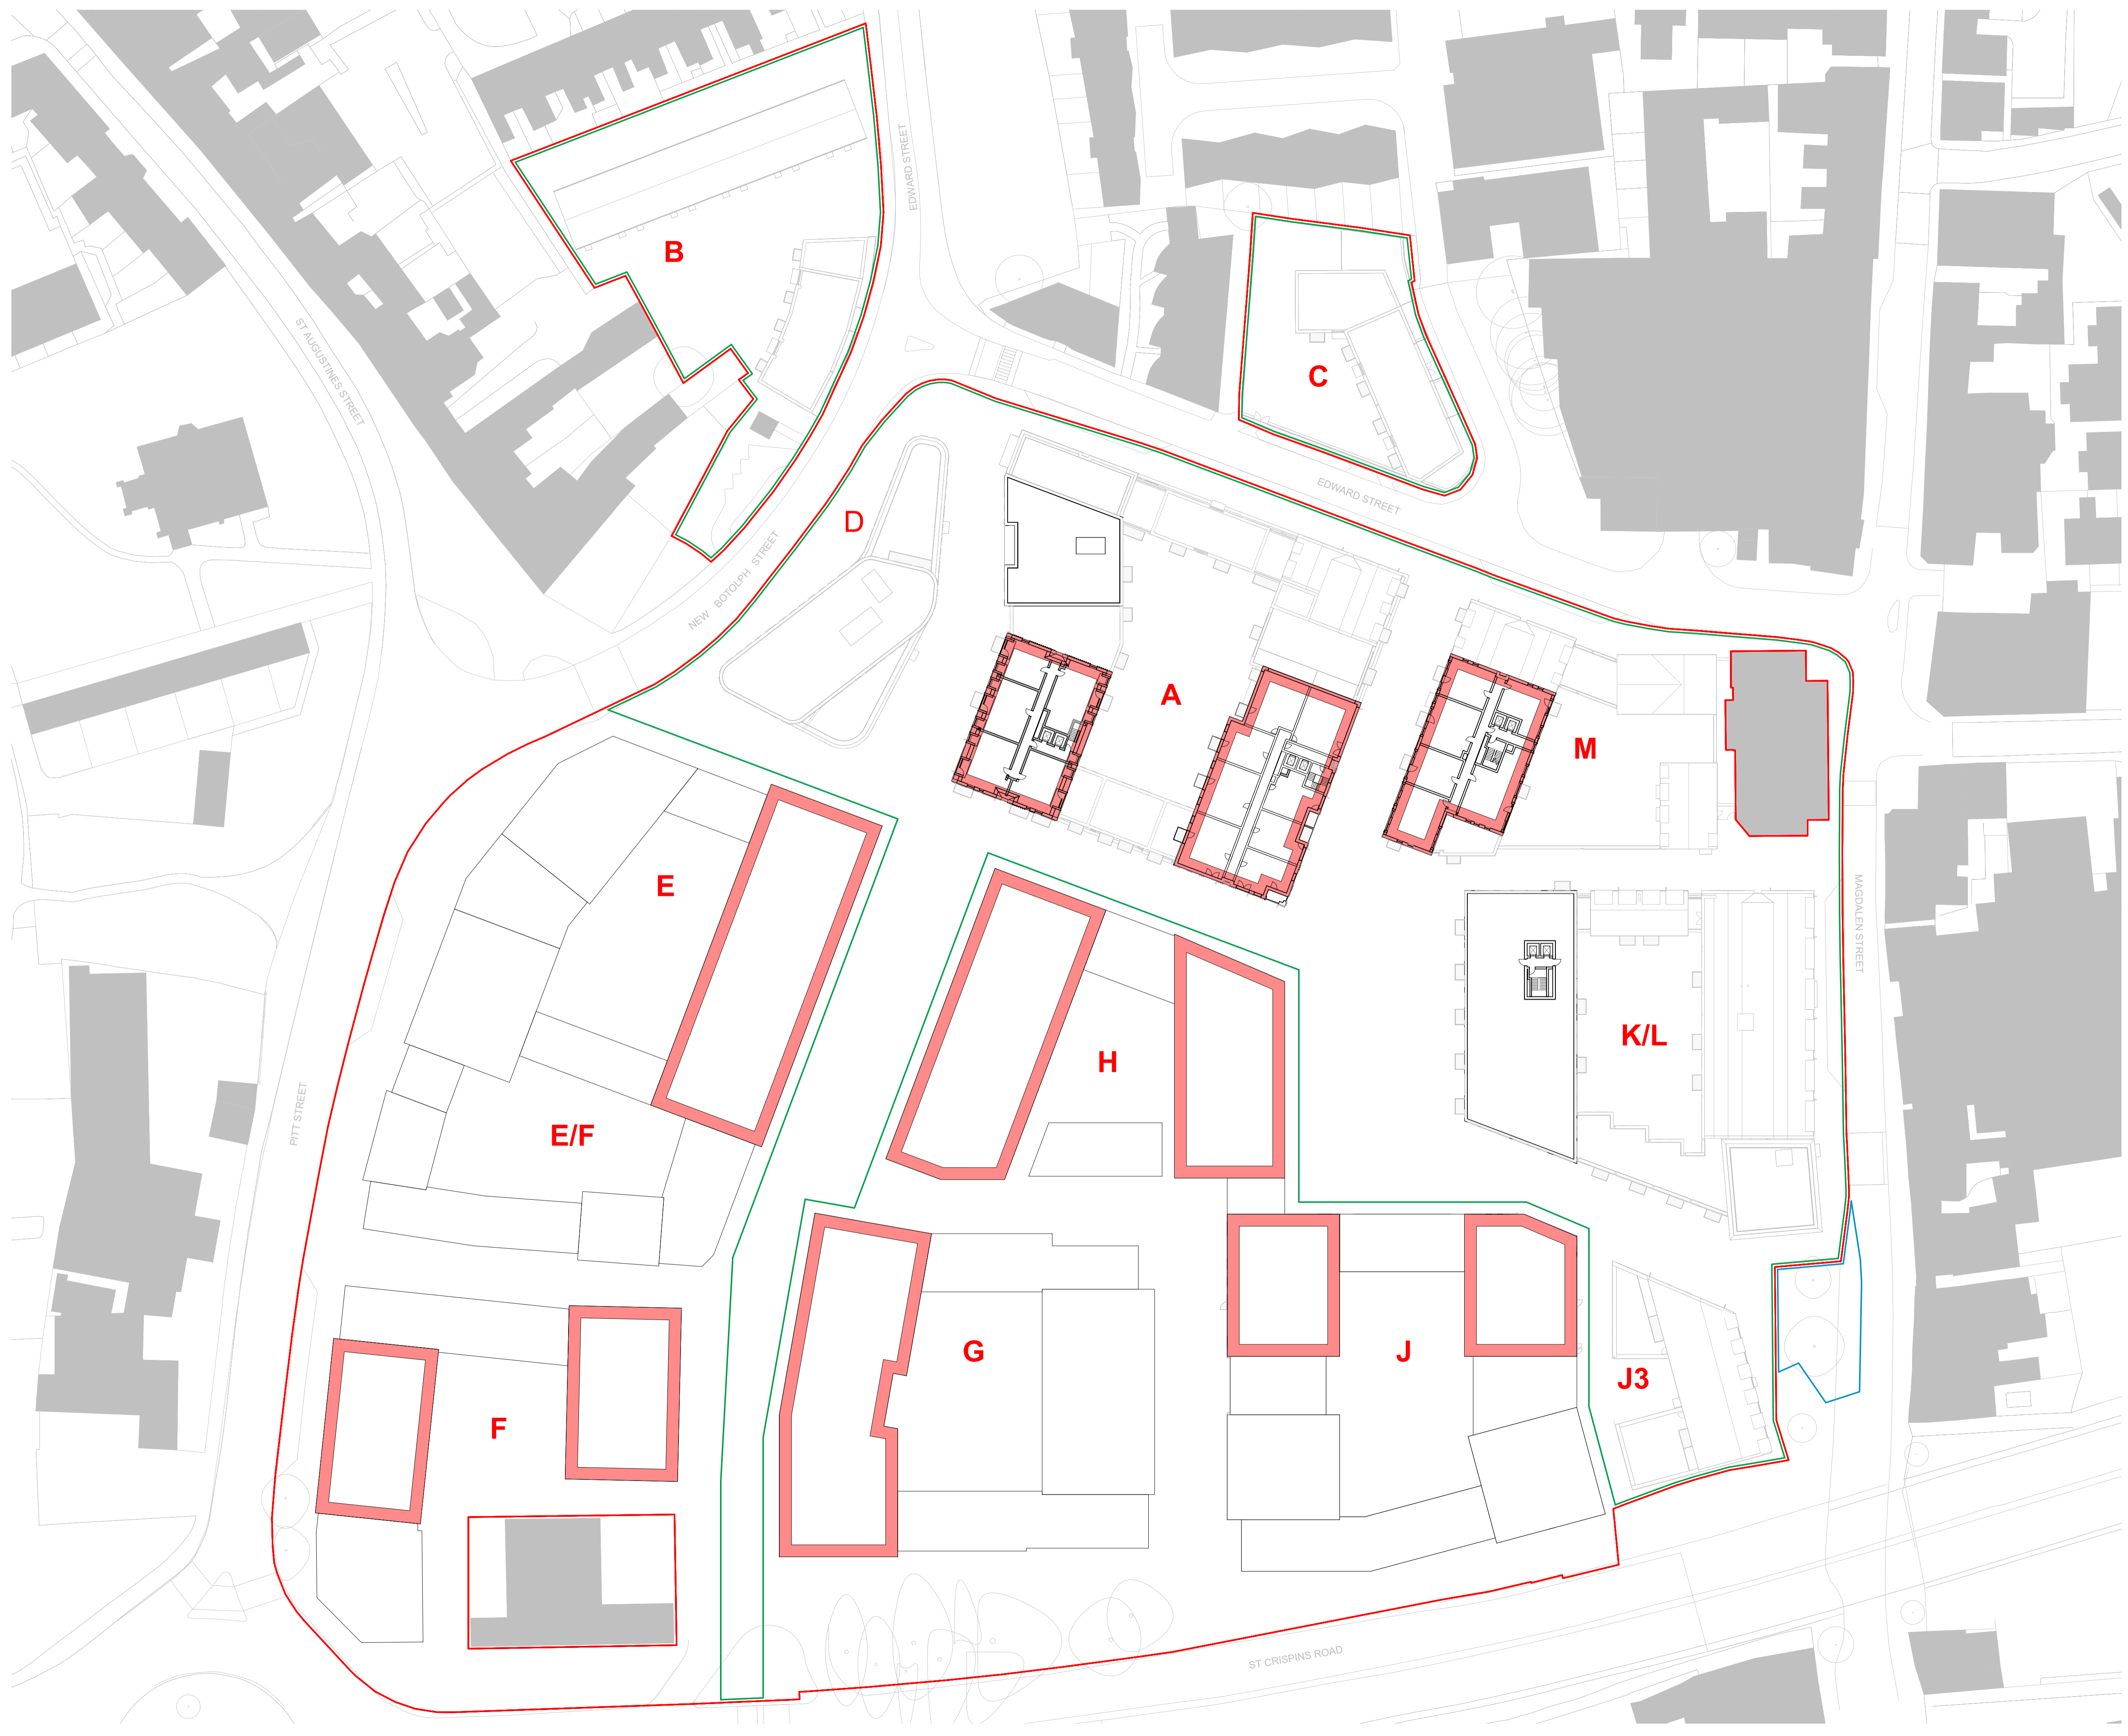 EDWARD STREET
B
ST AUGUSTINES STREET
C
EDWARD STREET
D
NEW BOTOLPH STREET
A
M
E
MAGDALEN STREET
K/L
H
PITT STREET
E/F
G
J
J3
F
ST CRISPINS ROAD